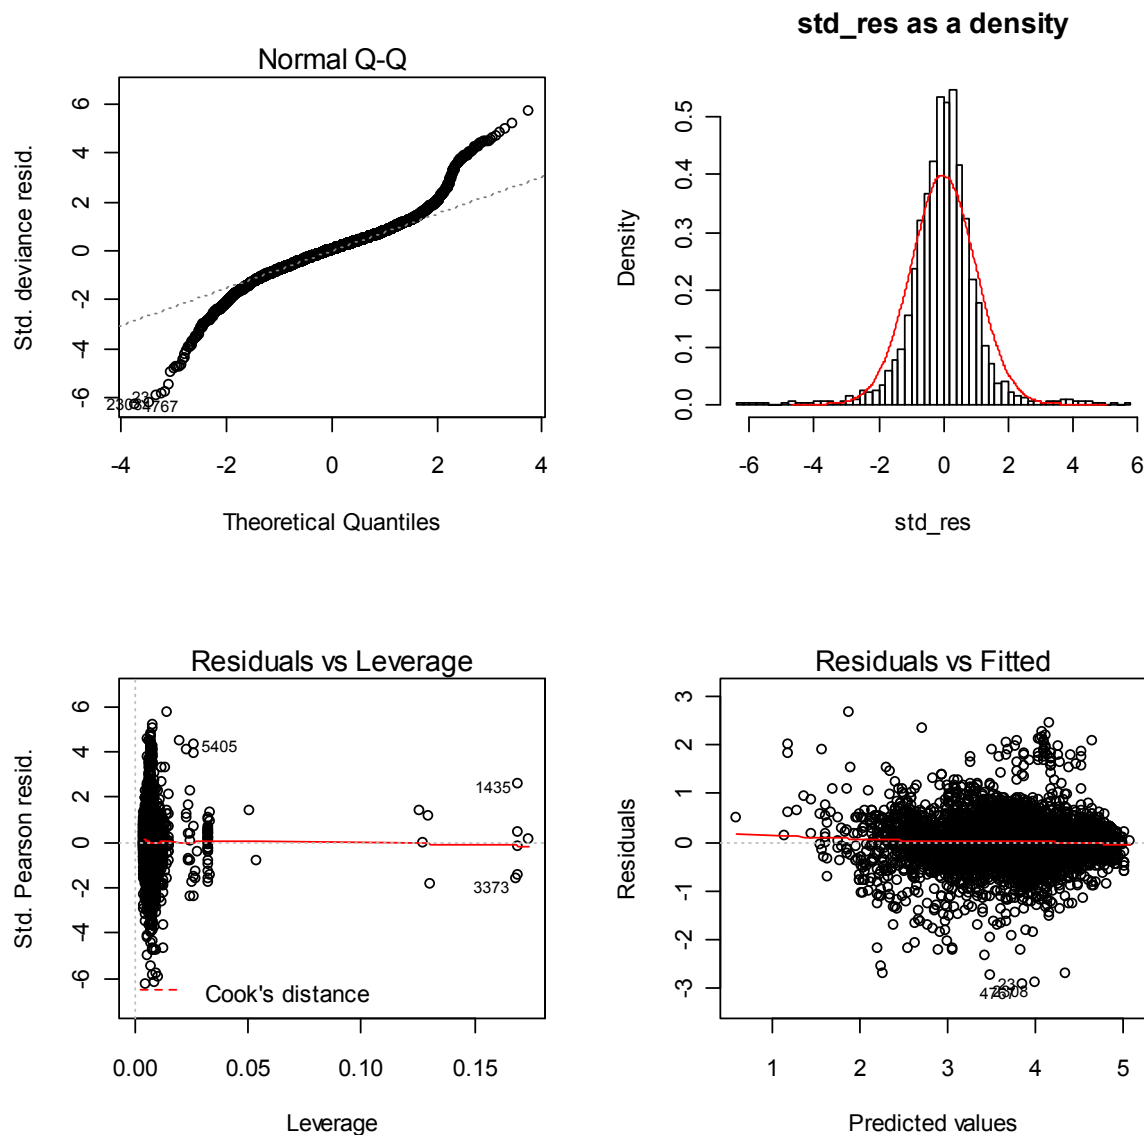 std_res as a density
Normal Q-Q
Std. deviance resid.
6
4
2
0
-2
-4
-6
4767
-4 -2 0 2 4
Theoretical Quantiles
Density
0.5
0.4
0.3
0.2
0.1
0.0
-6 -4 -2 0 2 4 6
std_res
Residuals vs Leverage
Std. Pearson resid.
6
4
2
0
-2
-4
-6
5405
1435
3373
Cook's distance
0.00 0.05 0.10 0.15
Leverage
Residuals vs Fitted
Residuals
3
2
1
0
-1
-2
-3
1 2 3 4 5
Predicted values